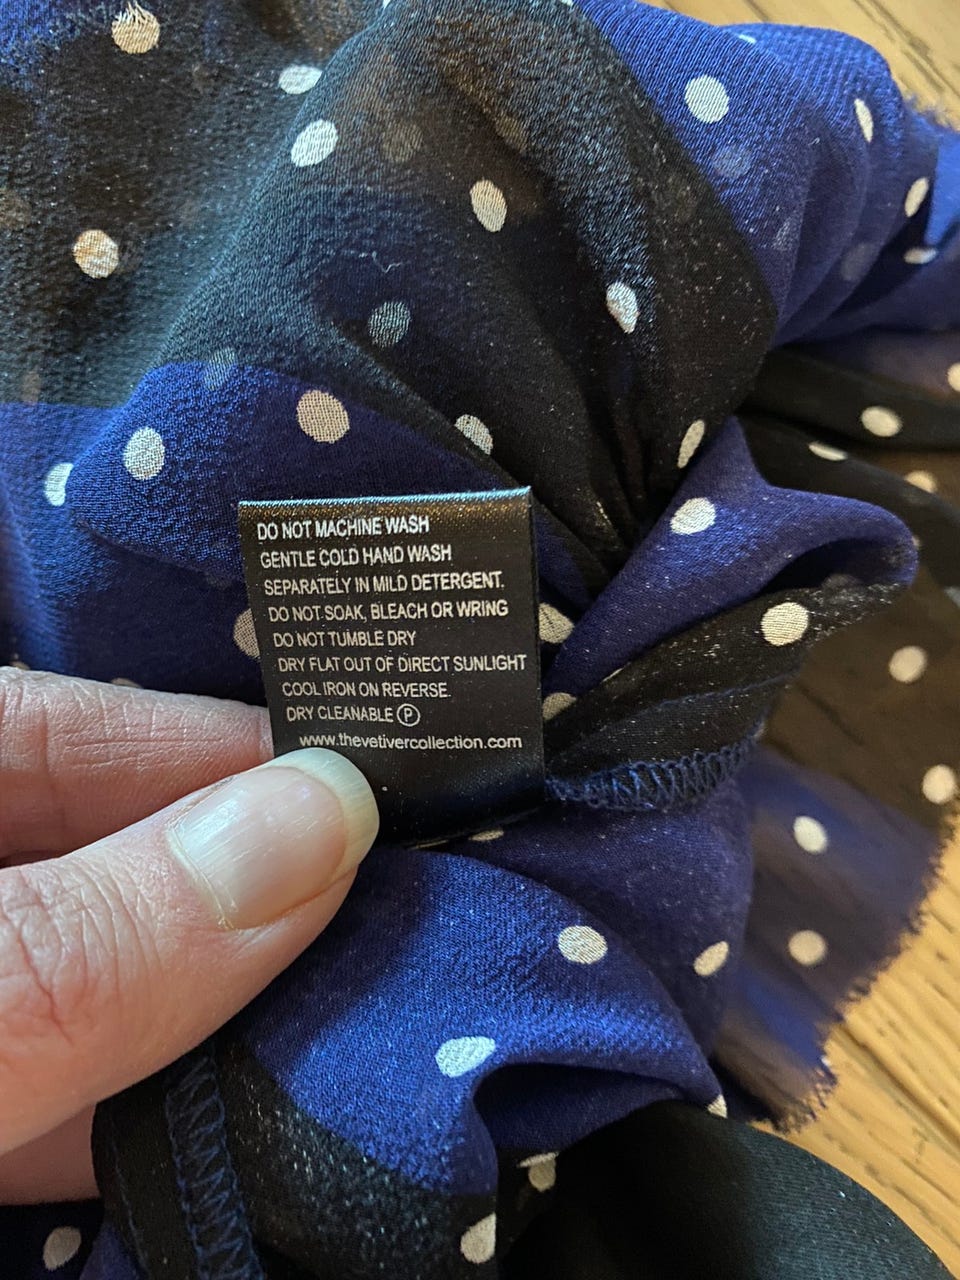 DO NOT MACHINE WASH
GENTLE COLD HAND WASH
SEPARATELY IN MILD DETERGENT.
DO NOT SOAK, BLEACH OR WRING
DO NOT TUMBLE DRY
DRY FLAT OUT OF DIRECT SUNLIGHT
COOL IRON ON REVERSE.
DRY CLEANABLE Ⓟ
www.thevetivercollection.com